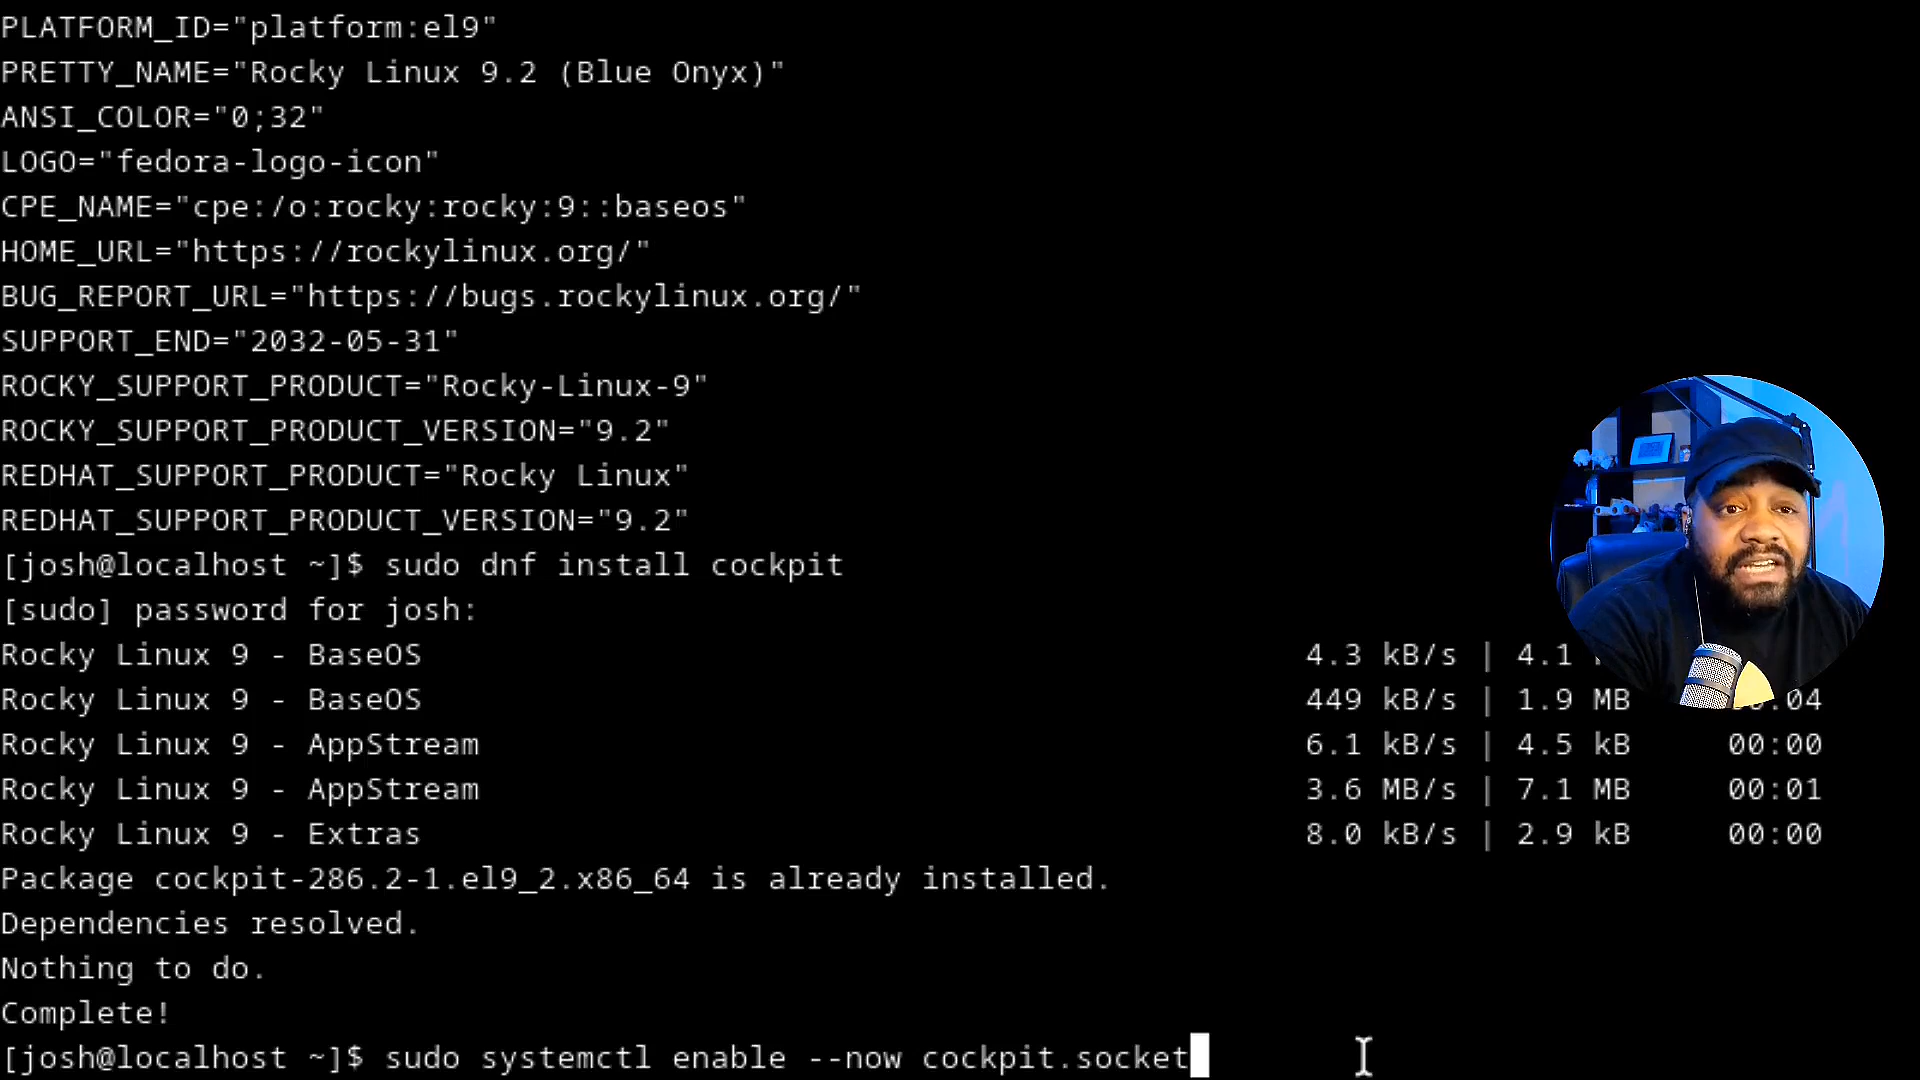 PLATFORM_ID="platform:el9"
PRETTY_NAME="Rocky Linux 9.2 (Blue Onyx)"
ANSI_COLOR="0;32"
LOGO="fedora-logo-icon"
CPE_NAME="cpe:/o:rocky:rocky:9::baseos"
HOME_URL="https://rockylinux.org/"
BUG_REPORT_URL="https://bugs.rockylinux.org/"
SUPPORT_END="2032-05-31"
ROCKY_SUPPORT_PRODUCT="Rocky-Linux-9"
ROCKY_SUPPORT_PRODUCT_VERSION="9.2"
REDHAT_SUPPORT_PRODUCT="Rocky Linux"
REDHAT_SUPPORT_PRODUCT_VERSION="9.2"
[josh@localhost ~]$ sudo dnf install cockpit
[sudo] password for josh:
Rocky Linux 9 - BaseOS 4.3 kB/s | 4.1
Rocky Linux 9 - BaseOS 449 kB/s | 1.9 MB :04
Rocky Linux 9 - AppStream 6.1 kB/s | 4.5 kB 00:00
Rocky Linux 9 - AppStream 3.6 MB/s | 7.1 MB 00:01
Rocky Linux 9 - Extras 8.0 kB/s | 2.9 kB 00:00
Package cockpit-286.2-1.el9_2.x86_64 is already installed.
Dependencies resolved.
Nothing to do.
Complete!
[josh@localhost ~]$ sudo systemctl enable --now cockpit.socket